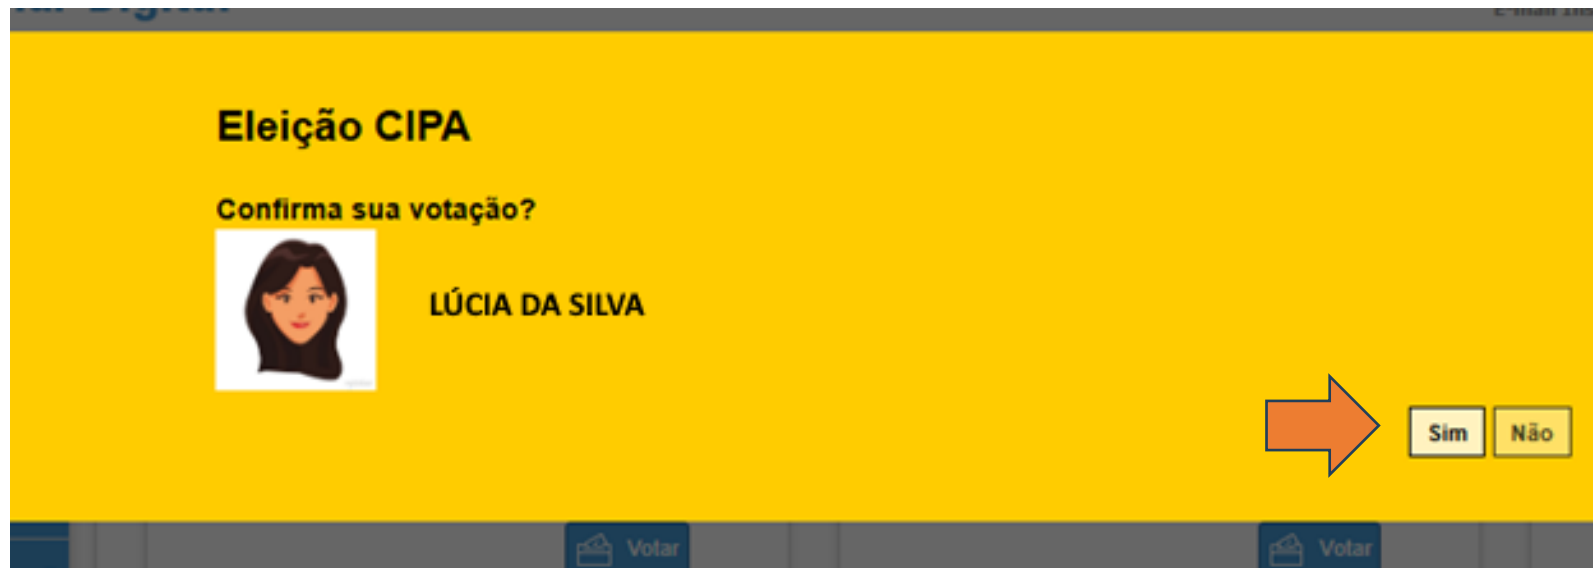 Eleição CIPA
Confirma sua votação?
LÚCIA DA SILVA
Sim Não
Votar Votar